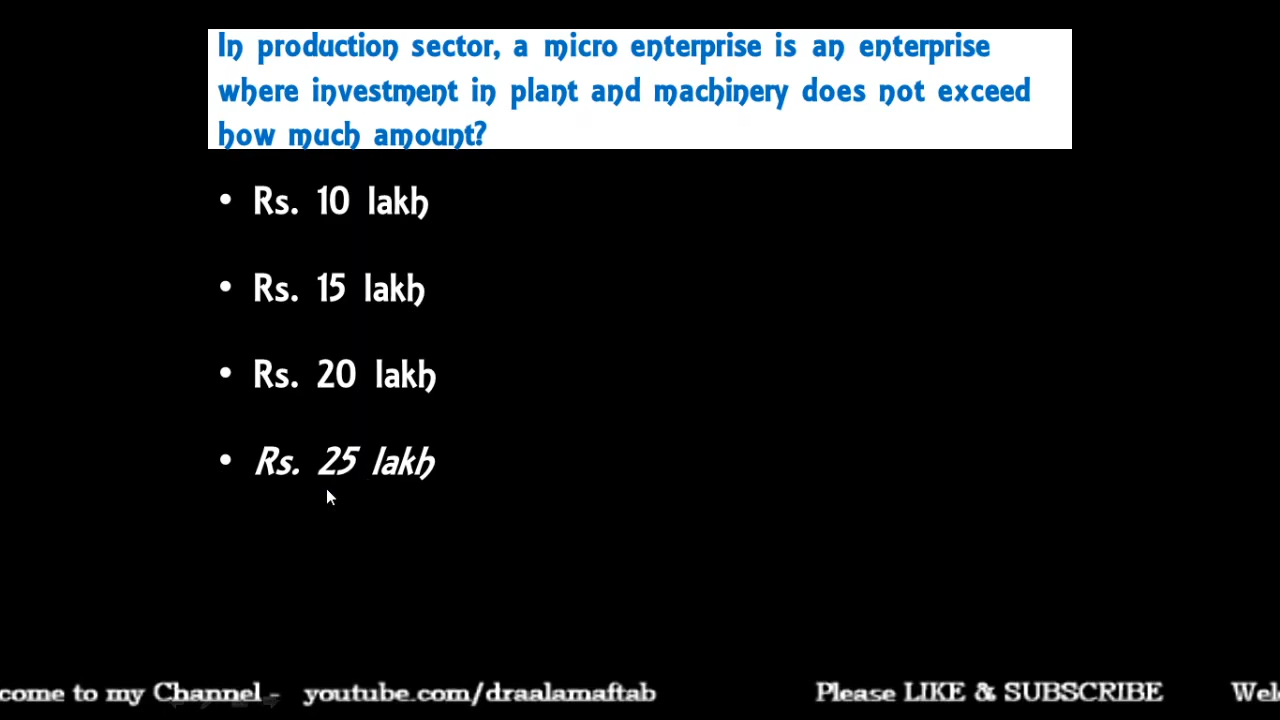 In production sector, a micro enterprise is an enterprise
where investment in plant and machinery does not exceed
how much amount?
• Rs. 10 lakh
• Rs. 15 lakh
• Rs. 20 lakh
• Rs. 25 lakh
come to my Channel - youtube.com/draalamaftab Please LIKE & SUBSCRIBE Wel